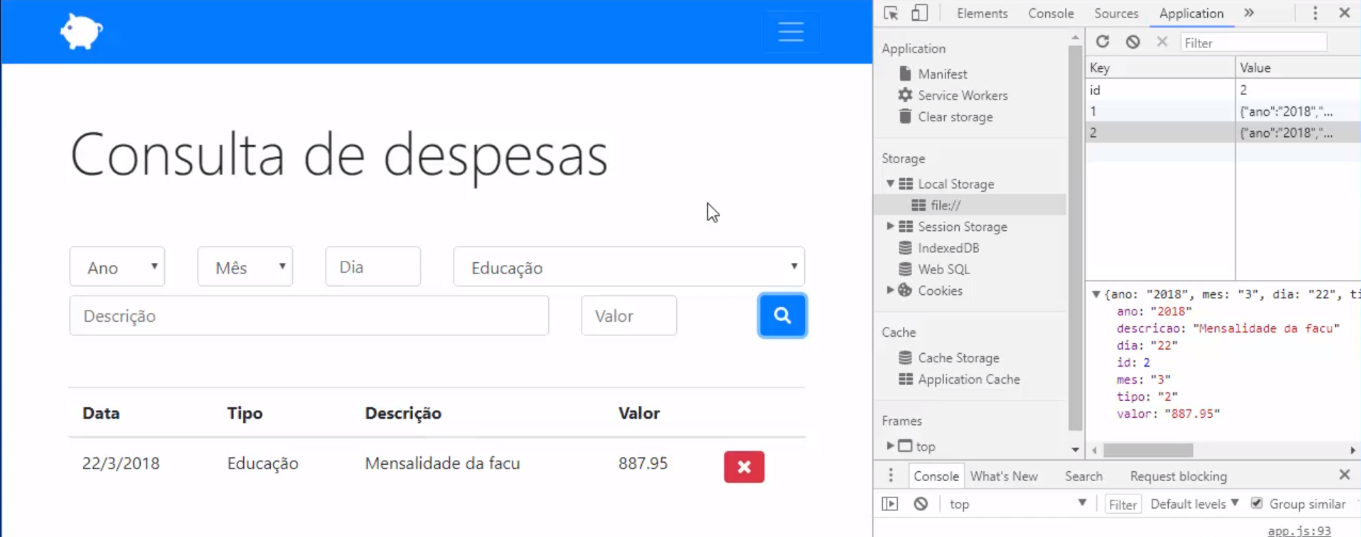 Consulta de despesas
Ano Mês Dia Educação
Descrição Valor
Data Tipo Descrição Valor
22/3/2018 Educação Mensalidade da facu 887.95
Elements Console Sources Application »
Application
Manifest
Service Workers
Clear storage
Storage
Local Storage
file://
Session Storage
IndexedDB
Web SQL
Cookies
Cache
Cache Storage
Application Cache
Frames
top
Filter
Key Value
id 2
1 {"ano":"2018","...
2 {"ano":"2018","...
{ano: "2018", mes: "3", dia: "22", ti
ano: "2018"
descricao: "Mensalidade da facu"
dia: "22"
id: 2
mes: "3"
tipo: "2"
valor: "887.95"
Console What's New Search Request blocking
top Filter Default levels Group similar
app.js:93